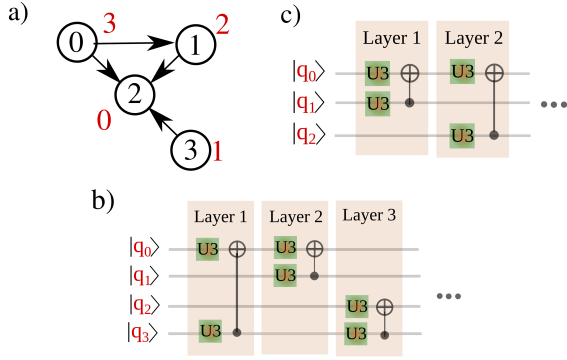 a)
3
2
0
1
2
0
3
1
c)
Layer 1
Layer 2
|q₀⟩
U3
U3
|q₁⟩
U3
|q₂⟩
U3
...
b)
Layer 1
Layer 2
Layer 3
|q₀⟩
U3
U3
|q₁⟩
U3
|q₂⟩
U3
...
|q₃⟩
U3
U3